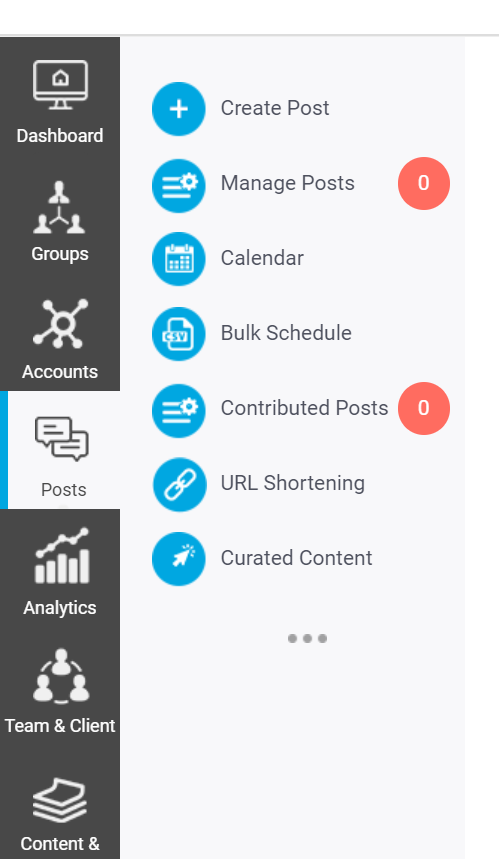 Dashboard
Groups
Accounts
Posts
Analytics
Team & Client
Content &
Create Post
Manage Posts 0
Calendar
CSV Bulk Schedule
Contributed Posts 0
URL Shortening
Curated Content